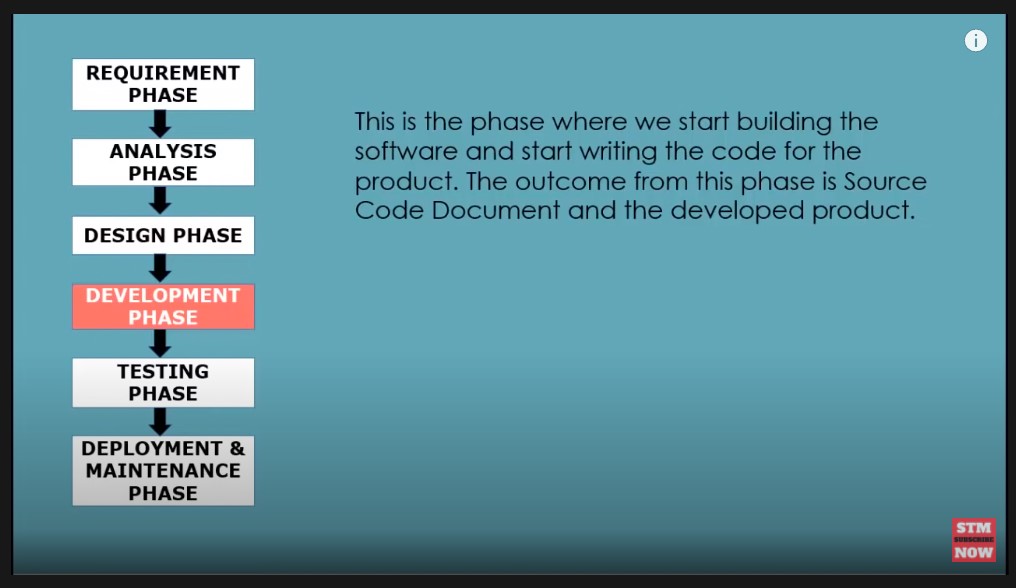 REQUIREMENT
PHASE
ANALYSIS
PHASE
DESIGN PHASE
DEVELOPMENT
PHASE
TESTING
PHASE
DEPLOYMENT &
MAINTENANCE
PHASE
This is the phase where we start building the
software and start writing the code for the
product. The outcome from this phase is Source
Code Document and the developed product.
i
STM
SUBSCRIBE
NOW